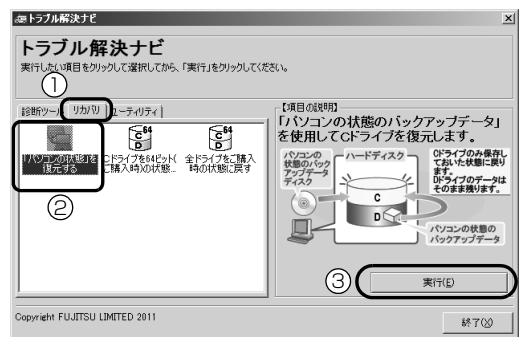 トラブル解決ナビ
トラブル解決ナビ
実行したい項目をクリックして選択してから、「実行」をクリックしてください。
①
診断ツール
リカバリ
ユーティリティ
「パソコンの状態」を
復元する
Cドライブを64ビット(
ご購入時)の状態...
全ドライブをご購入
時の状態に戻す
②
【項目の説明】
「パソコンの状態のバックアップデータ」
を使用してCドライブを復元します。
パソコンの
状態のバック
アップデータ
ディスク
ハードディスク
C
D
Cドライブのみ保存し
ておいた状態に戻り
ます。
Dドライブのデータは
そのまま残ります。
パソコンの状態の
バックアップデータ
③
実行(E)
Copyright FUJITSU LIMITED 2011
終了(X)